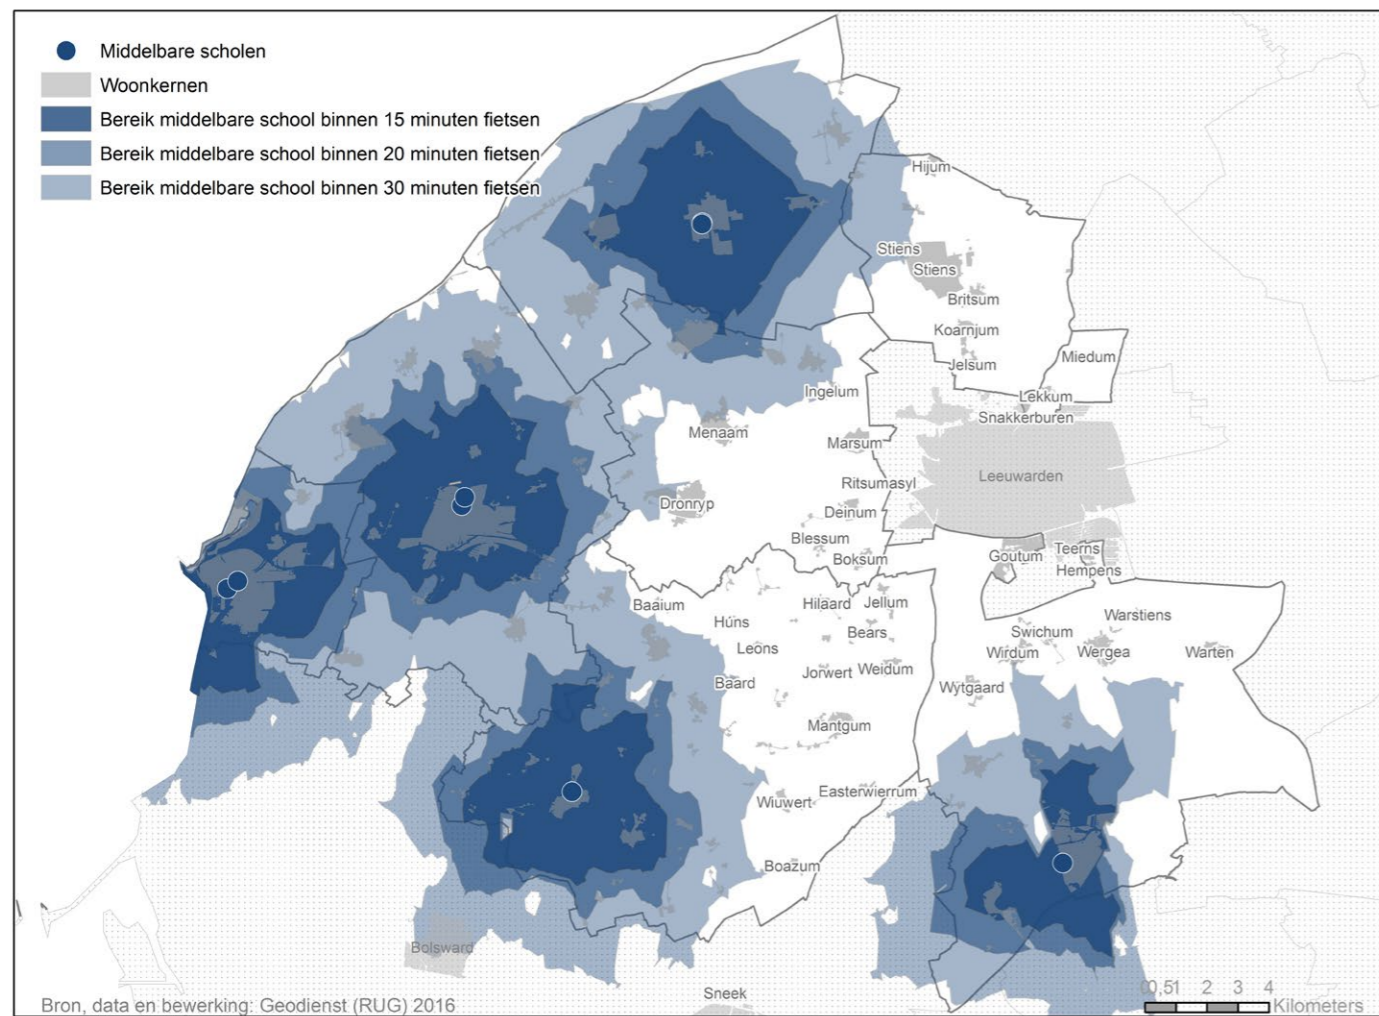 Middelbare scholen
Woonkernen
Bereik middelbare school binnen 15 minuten fietsen
Bereik middelbare school binnen 20 minuten fietsen
Bereik middelbare school binnen 30 minuten fietsen
Hijum
Stiens
Stiens
Britsum
Koarnjum
Miedum
Jelsum
Ingelum
Lekkum
Snakkerburen
Menaam
Marsum
Leeuwarden
Ritsumasyl
Dronryp
Deinum
Blessum
Boksum
Goutum
Teerns
Hempens
Baaium
Hilaard
Jellum
Húns
Warstiens
Bears
Swichum
Leons
Wirdum
Wergea
Warten
Jorwert
Weidum
Baard
Wytgaard
Mantgum
Wiuwert
Easterwierrum
Boazum
Bolsward
Sneek
0 0,5 1 2 3 4
Kilometers
Bron, data en bewerking: Geodienst (RUG) 2016